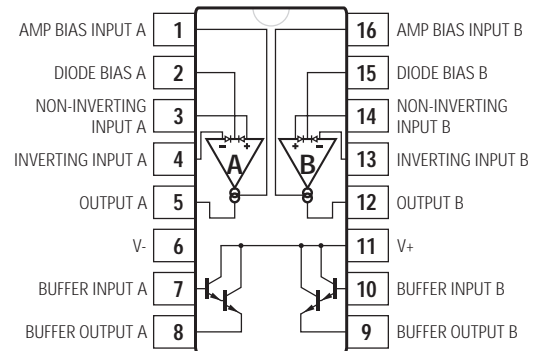 AMP BIAS INPUT A 1 16 AMP BIAS INPUT B
DIODE BIAS A 2 15 DIODE BIAS B
NON-INVERTING
INPUT A 3 14 NON-INVERTING
INPUT B
INVERTING INPUT A 4 13 INVERTING INPUT B
- + + -
A B
OUTPUT A 5 12 OUTPUT B
V- 6 11 V+
BUFFER INPUT A 7 10 BUFFER INPUT B
BUFFER OUTPUT A 8 9 BUFFER OUTPUT B